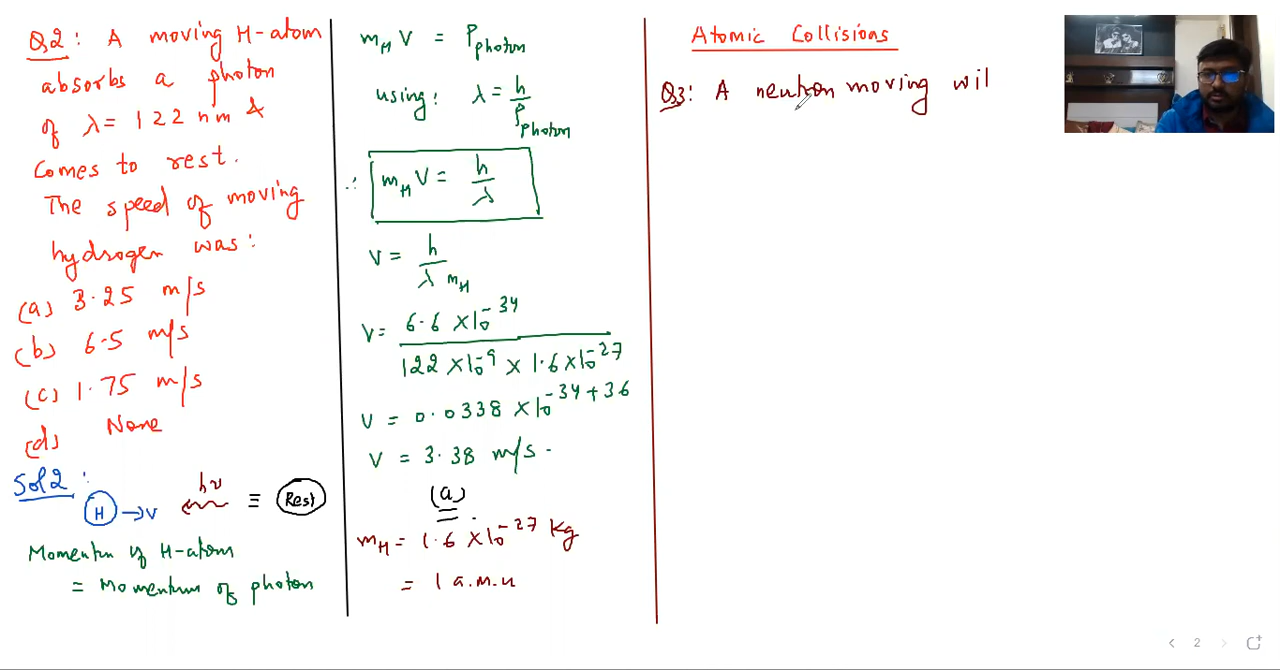 Q2: A moving H-atom
absorbs a photon
of λ = 122 nm &
Comes to rest.
The speed of moving
hydrogen was:
(a) 3.25 m/s
(b) 6.5 m/s
(c) 1.75 m/s
(d) None
Sol 2:
H → V hν ≡ Rest
Momentum of H-atom
= Momentum of photon
m_H V = P_photon
using: λ = h / P_photon
∴ m_H V = h / λ
V = h / λ m_H
V = 6.6 × 10^-34 / 122 × 10^-9 × 1.6 × 10^-27
V = 0.0338 × 10^-34+36
V = 3.38 m/s.
(a)
m_H = 1.6 × 10^-27 Kg
= 1 a.m.u
Atomic Collisions
Q3: A neutron moving wil
2